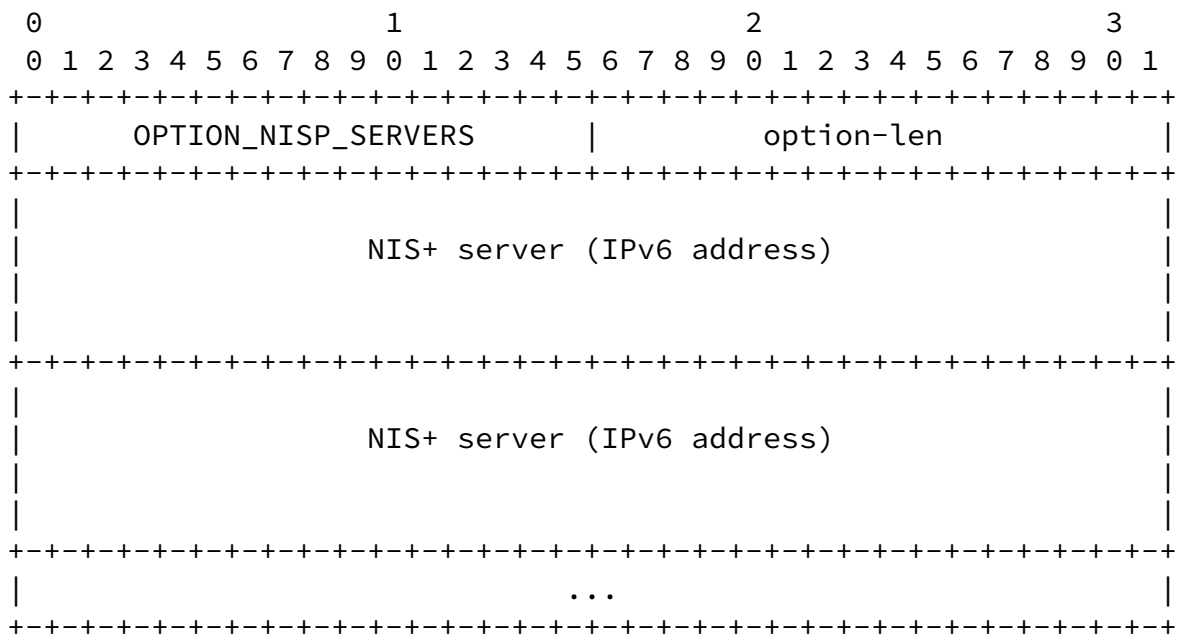 0                   1                   2                   3
 0 1 2 3 4 5 6 7 8 9 0 1 2 3 4 5 6 7 8 9 0 1 2 3 4 5 6 7 8 9 0 1
+-+-+-+-+-+-+-+-+-+-+-+-+-+-+-+-+-+-+-+-+-+-+-+-+-+-+-+-+-+-+-+-+
|      OPTION_NISP_SERVERS      |         option-len            |
+-+-+-+-+-+-+-+-+-+-+-+-+-+-+-+-+-+-+-+-+-+-+-+-+-+-+-+-+-+-+-+-+
|                                                               |
|                   NIS+ server (IPv6 address)                  |
|                                                               |
|                                                               |
+-+-+-+-+-+-+-+-+-+-+-+-+-+-+-+-+-+-+-+-+-+-+-+-+-+-+-+-+-+-+-+-+
|                                                               |
|                   NIS+ server (IPv6 address)                  |
|                                                               |
|                                                               |
+-+-+-+-+-+-+-+-+-+-+-+-+-+-+-+-+-+-+-+-+-+-+-+-+-+-+-+-+-+-+-+-+
|                              ...                              |
+-+-+-+-+-+-+-+-+-+-+-+-+-+-+-+-+-+-+-+-+-+-+-+-+-+-+-+-+-+-+-+-+